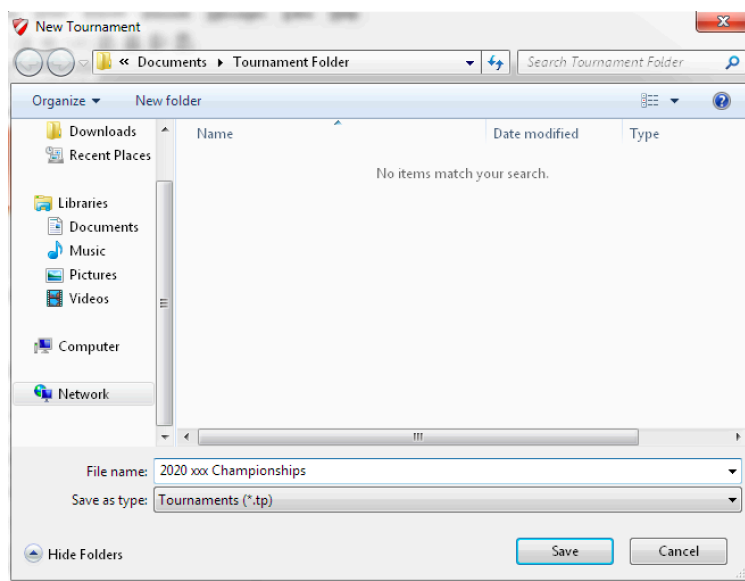 New Tournament
« Documents Tournament Folder Search Tournament Folder
Organize New folder
Downloads Name Date modified Type
Recent Places
No items match your search.
Libraries
Documents
Music
Pictures
Videos
Computer
Network
File name: 2020 xxx Championships
Save as type: Tournaments (*.tp)
Hide Folders Save Cancel